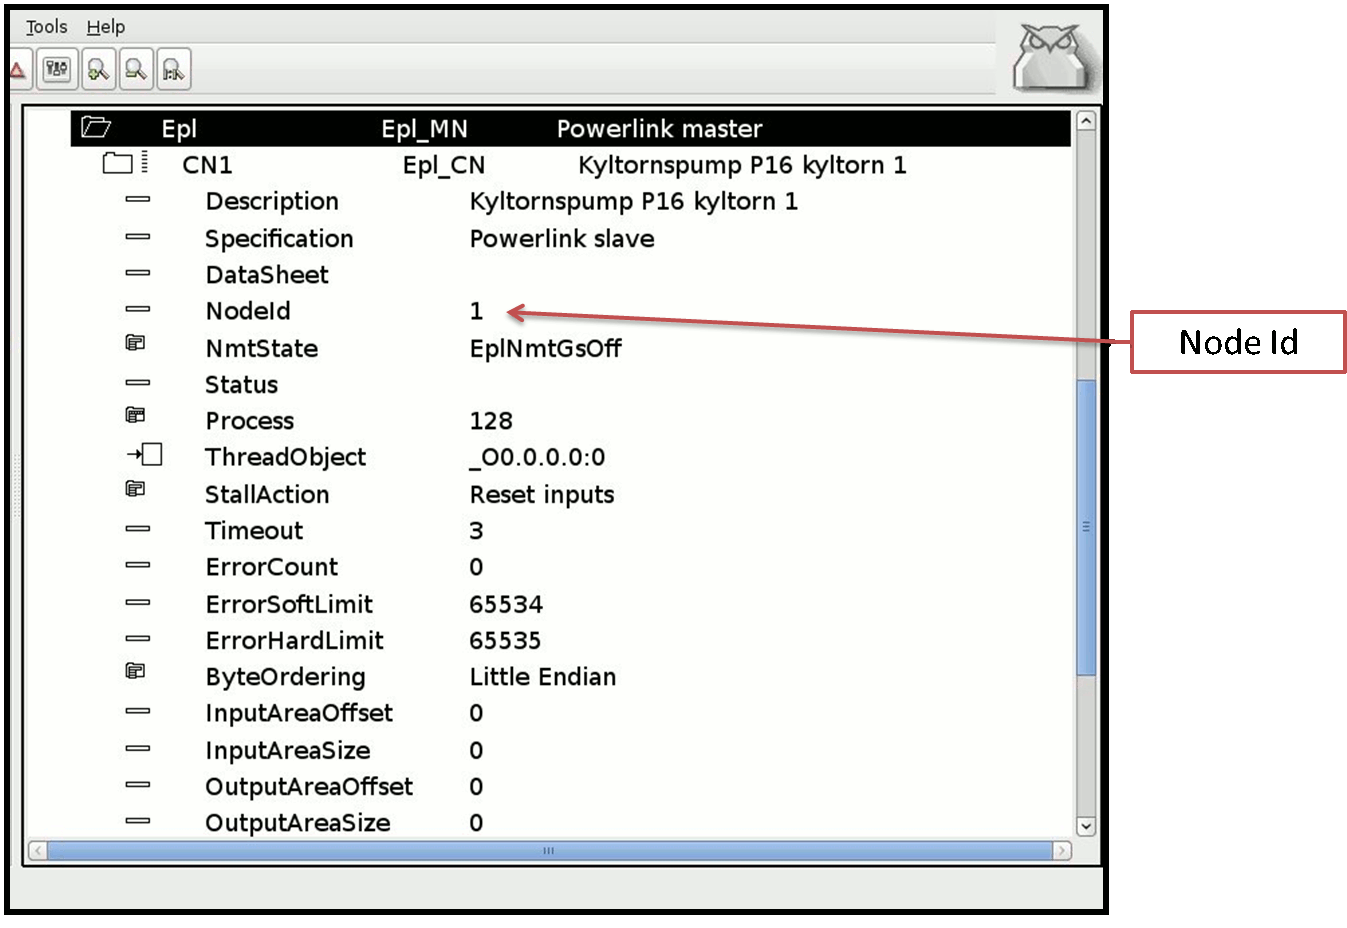 Tools Help
Epl Epl_MN Powerlink master
CN1 Epl_CN Kyltornspump P16 kyltorn 1
Description Kyltornspump P16 kyltorn 1
Specification Powerlink slave
DataSheet
NodeId 1
Node Id
NmtState EplNmtGsOff
Status
Process 128
ThreadObject _O0.0.0.0:0
StallAction Reset inputs
Timeout 3
ErrorCount 0
ErrorSoftLimit 65534
ErrorHardLimit 65535
ByteOrdering Little Endian
InputAreaOffset 0
InputAreaSize 0
OutputAreaOffset 0
OutputAreaSize 0